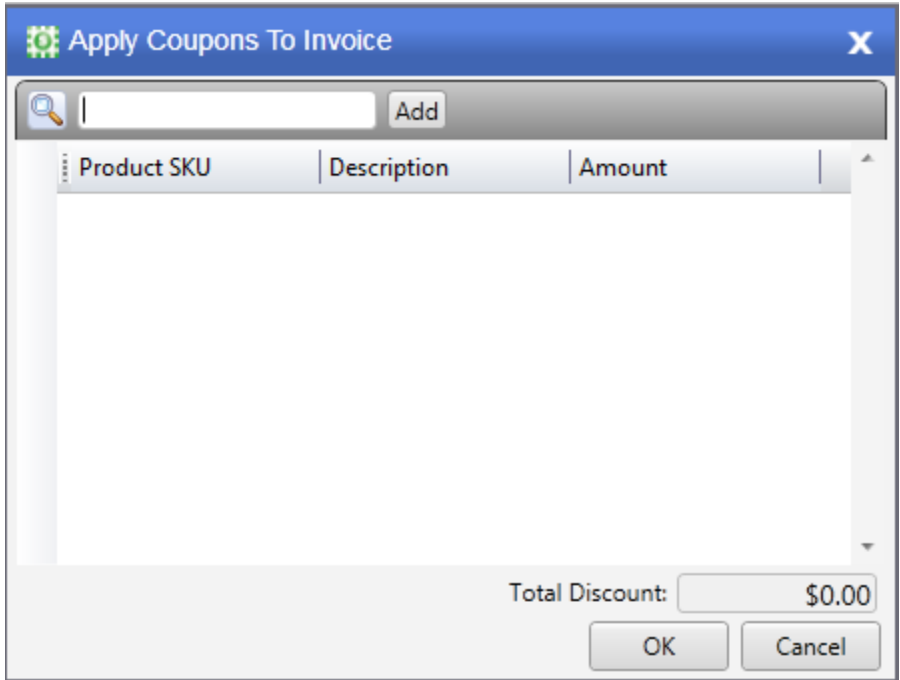 Apply Coupons To Invoice X
Add
Product SKU Description Amount
Total Discount: $0.00
OK Cancel